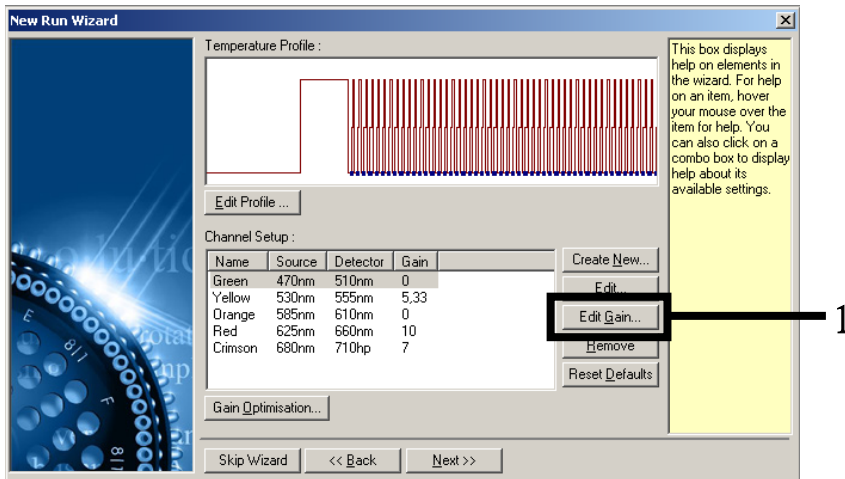 New Run Wizard
Temperature Profile :
Edit Profile ...
Channel Setup :
Name Source Detector Gain
Green 470nm 510nm 0
Yellow 530nm 555nm 5,33
Orange 585nm 610nm 0
Red 625nm 660nm 10
Crimson 680nm 710hp 7
Create New...
Edit...
Edit Gain...
Remove
Reset Defaults
Gain Optimisation...
Skip Wizard
<< Back
Next >>
This box displays
help on elements in
the wizard. For help
on an item, hover
your mouse over the
item for help. You
can also click on a
combo box to display
help about its
available settings.
1